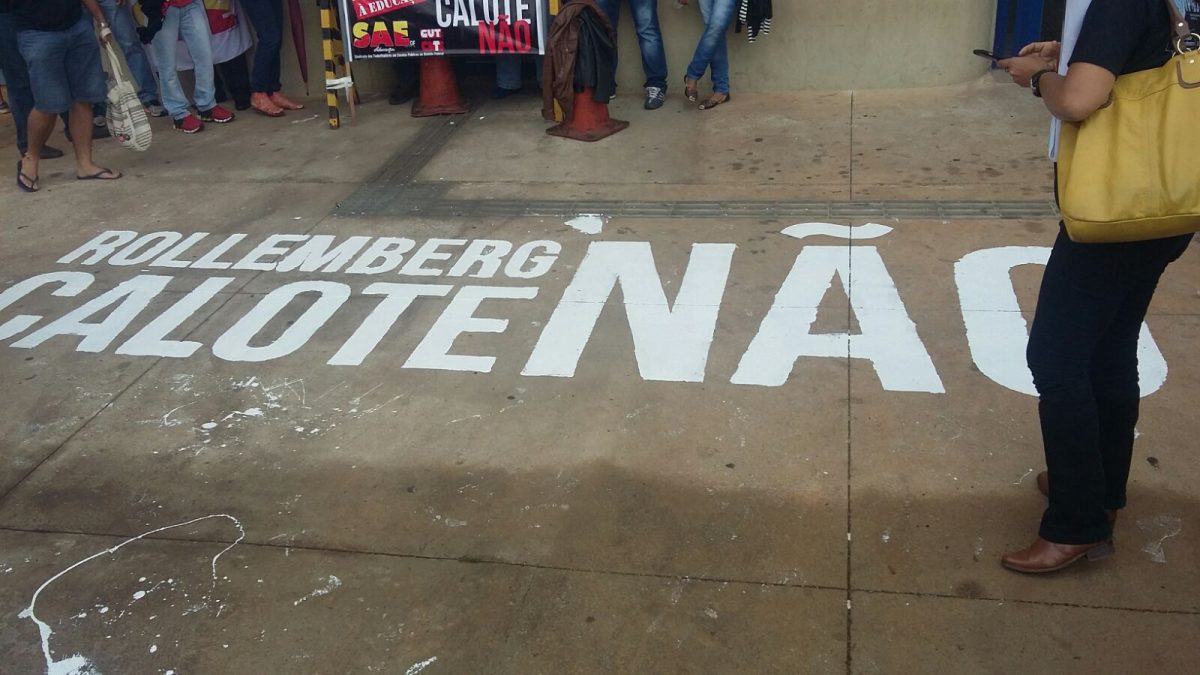 À EDUCAÇ
CALOTE
NÃO
SAE
CUT
ROLLEMBERG
CALOTE NÃO